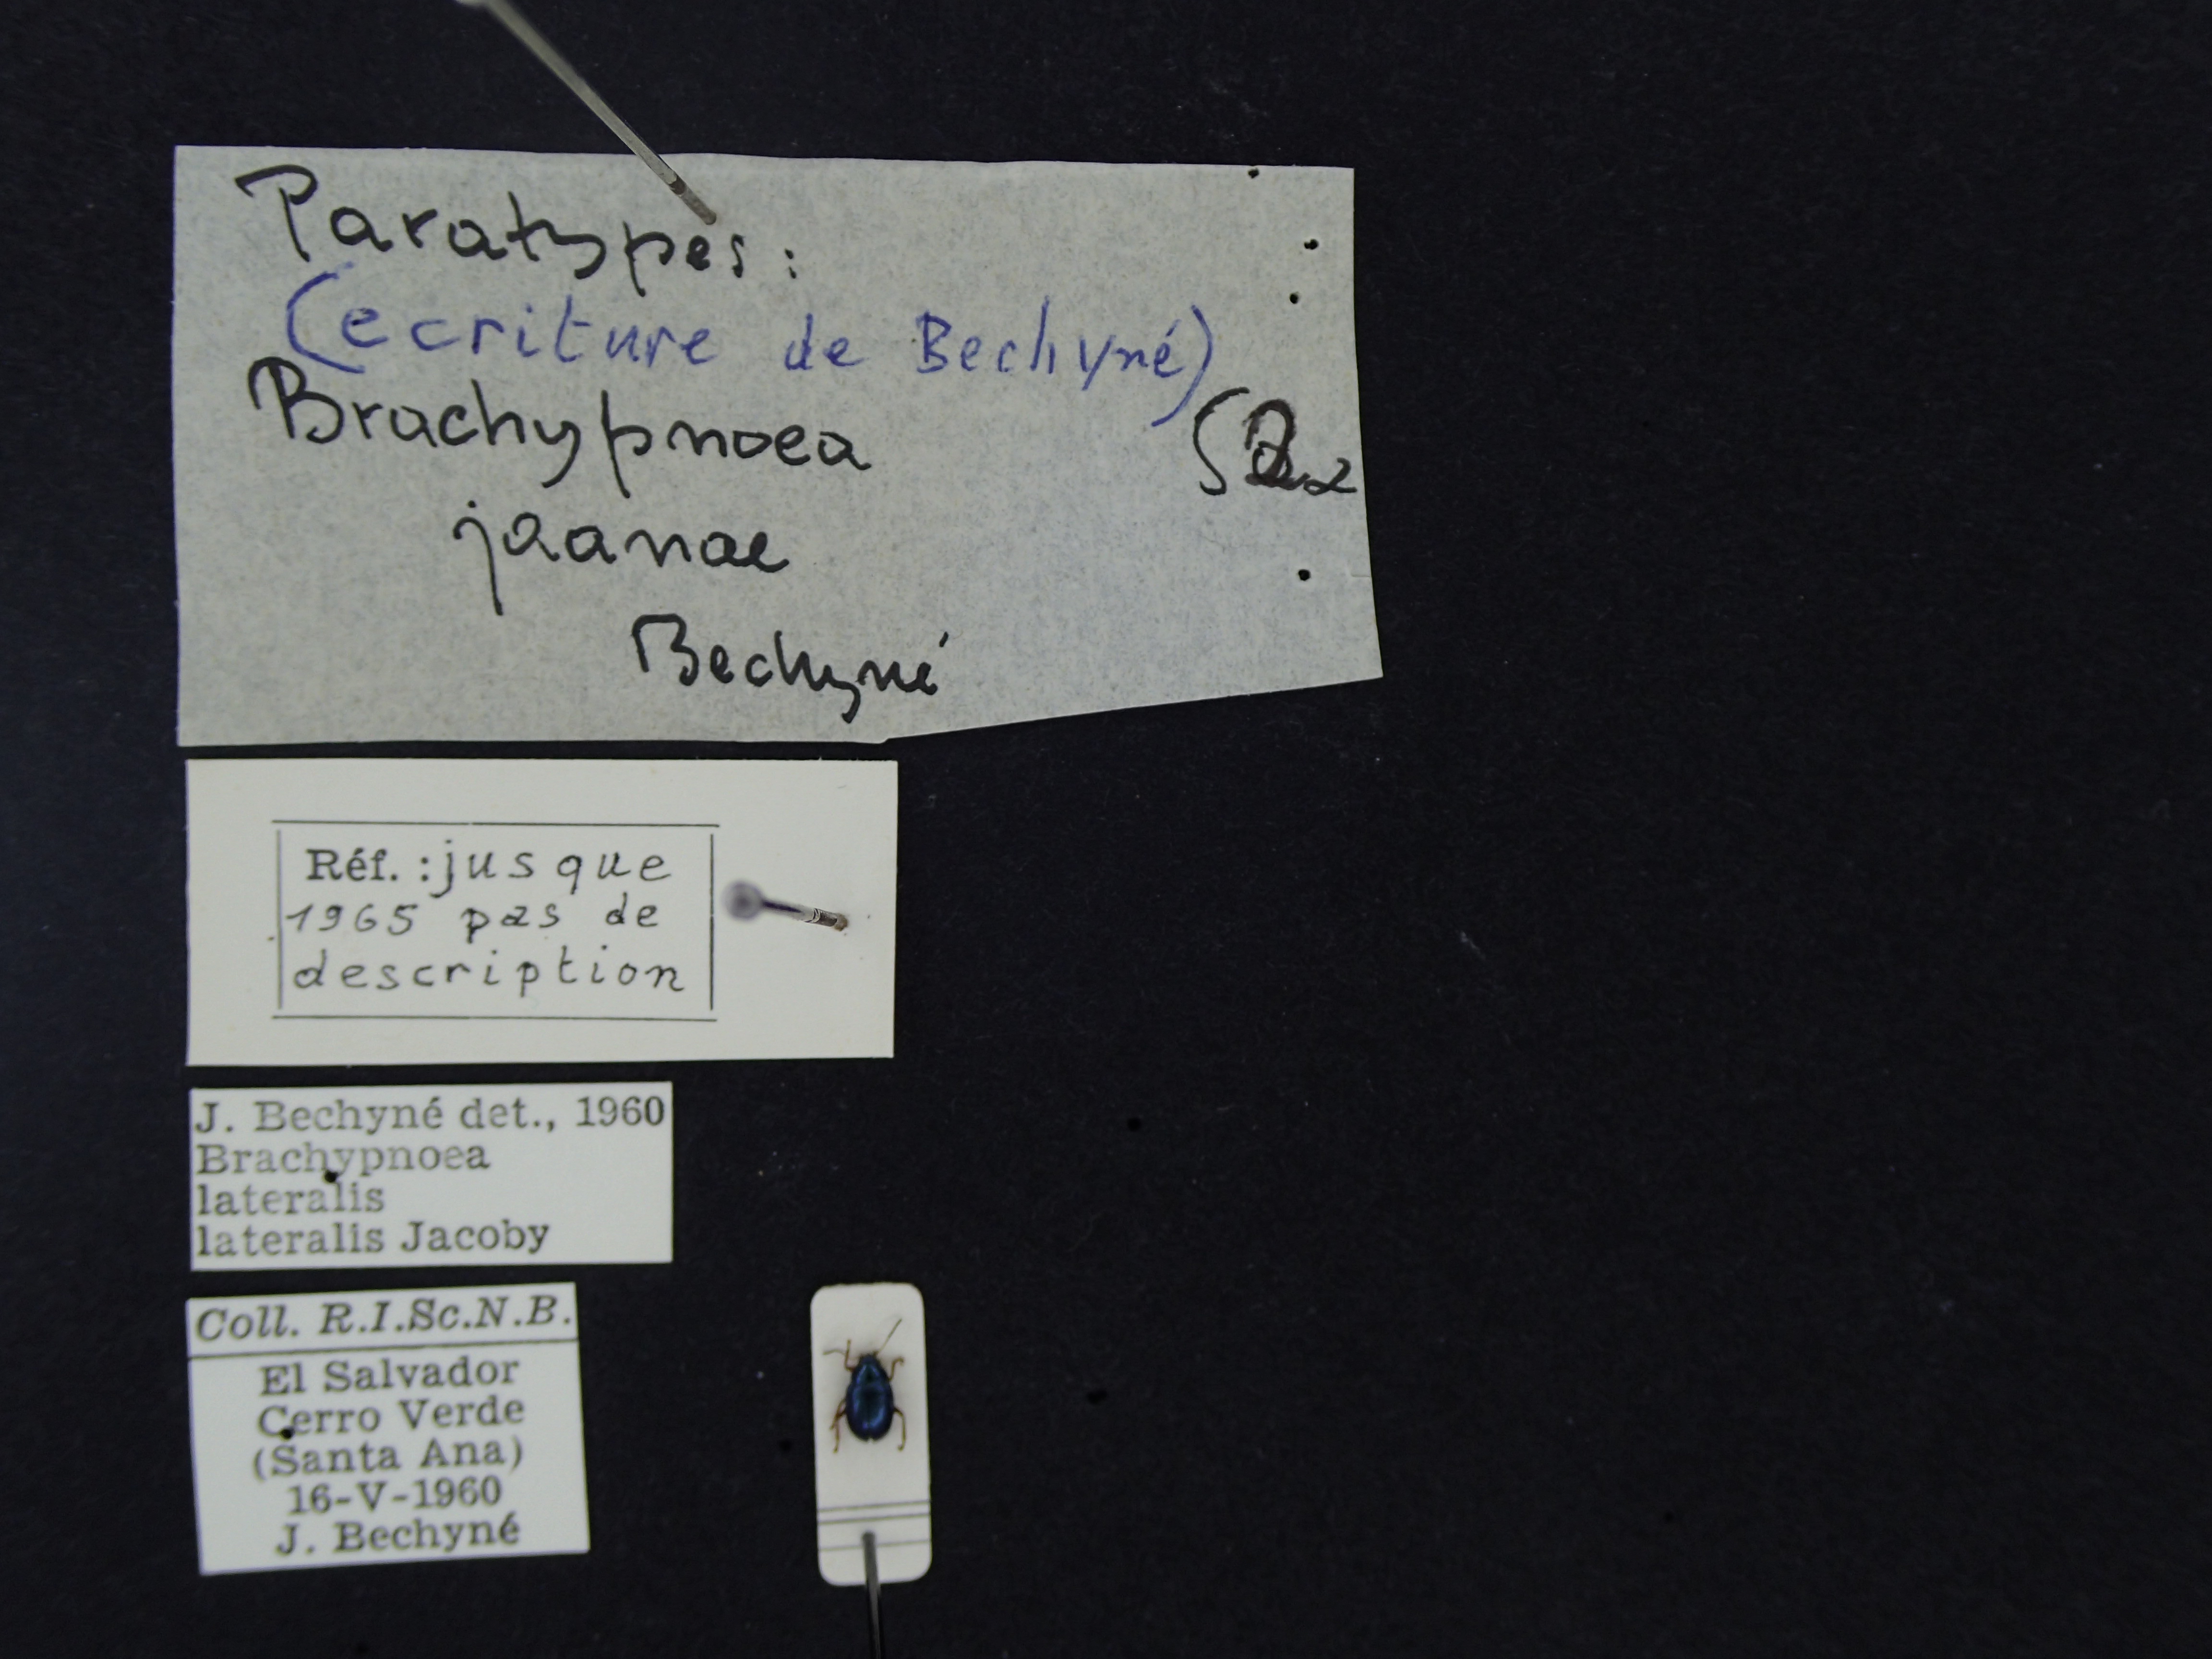 Paratypes:
(ecriture de Bechyné)
Brachypnoea
jaanae
Bechyné
Réf. : jusque
1965 pas de
description
J. Bechyné det., 1960
Brachypnoea
lateralis
lateralis Jacoby
Coll. R.I.Sc.N.B.
El Salvador
Cerro Verde
(Santa Ana)
16-V-1960
J. Bechyné